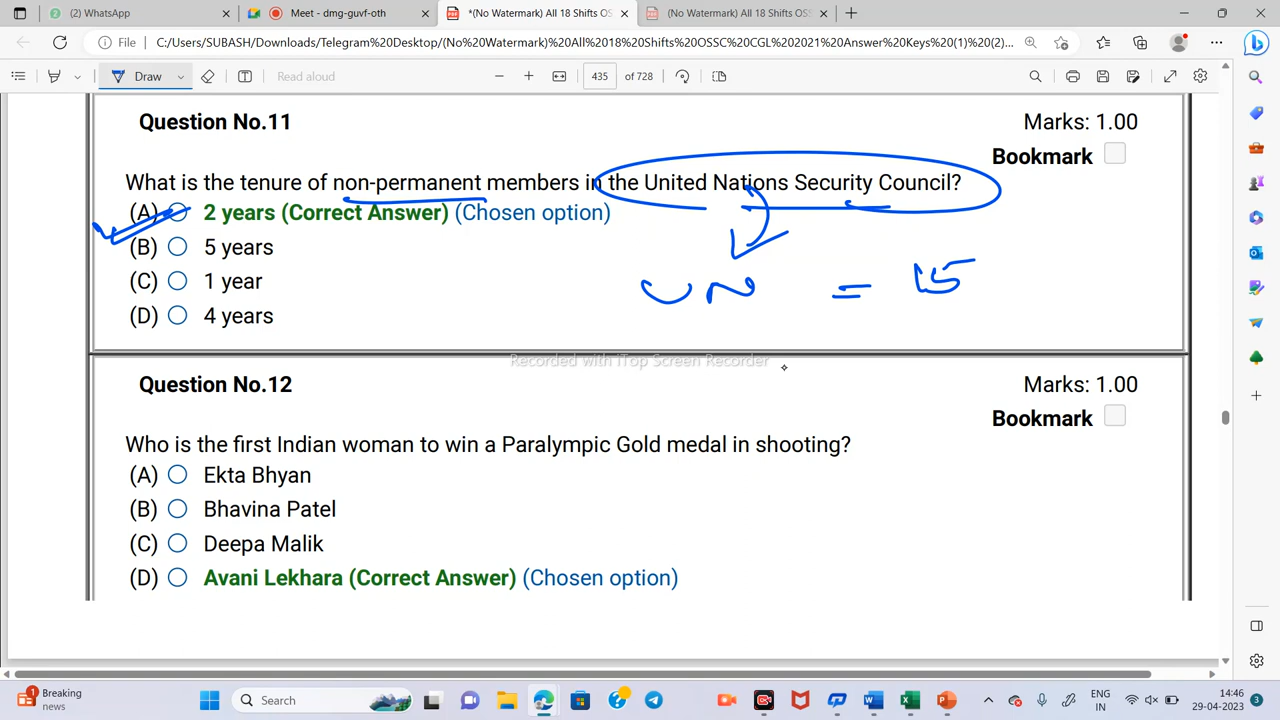 (2) WhatsApp
Meet - dmg-guvf-oth
*(No Watermark) All 18 Shifts OS
(No Watermark) All 18 Shifts OSS
File
C:/Users/SUBASH/Downloads/Telegram%20Desktop/(No%20Watermark)%20All%2018%20Shifts%20OSSC%20CGL%202021%20Answer%20Keys%20(1)%20(2)...
Draw
Read aloud
435 of 728
Question No.11
Marks: 1.00
Bookmark
What is the tenure of non-permanent members in the United Nations Security Council?
(A) 2 years (Correct Answer) (Chosen option)
(B) 5 years
(C) 1 year
(D) 4 years
UN = 15
Recorded with iTop Screen Recorder
Question No.12
Marks: 1.00
Bookmark
Who is the first Indian woman to win a Paralympic Gold medal in shooting?
(A) Ekta Bhyan
(B) Bhavina Patel
(C) Deepa Malik
(D) Avani Lekhara (Correct Answer) (Chosen option)
1
Breaking
news
Search
ENG
IN
14:46
29-04-2023
3